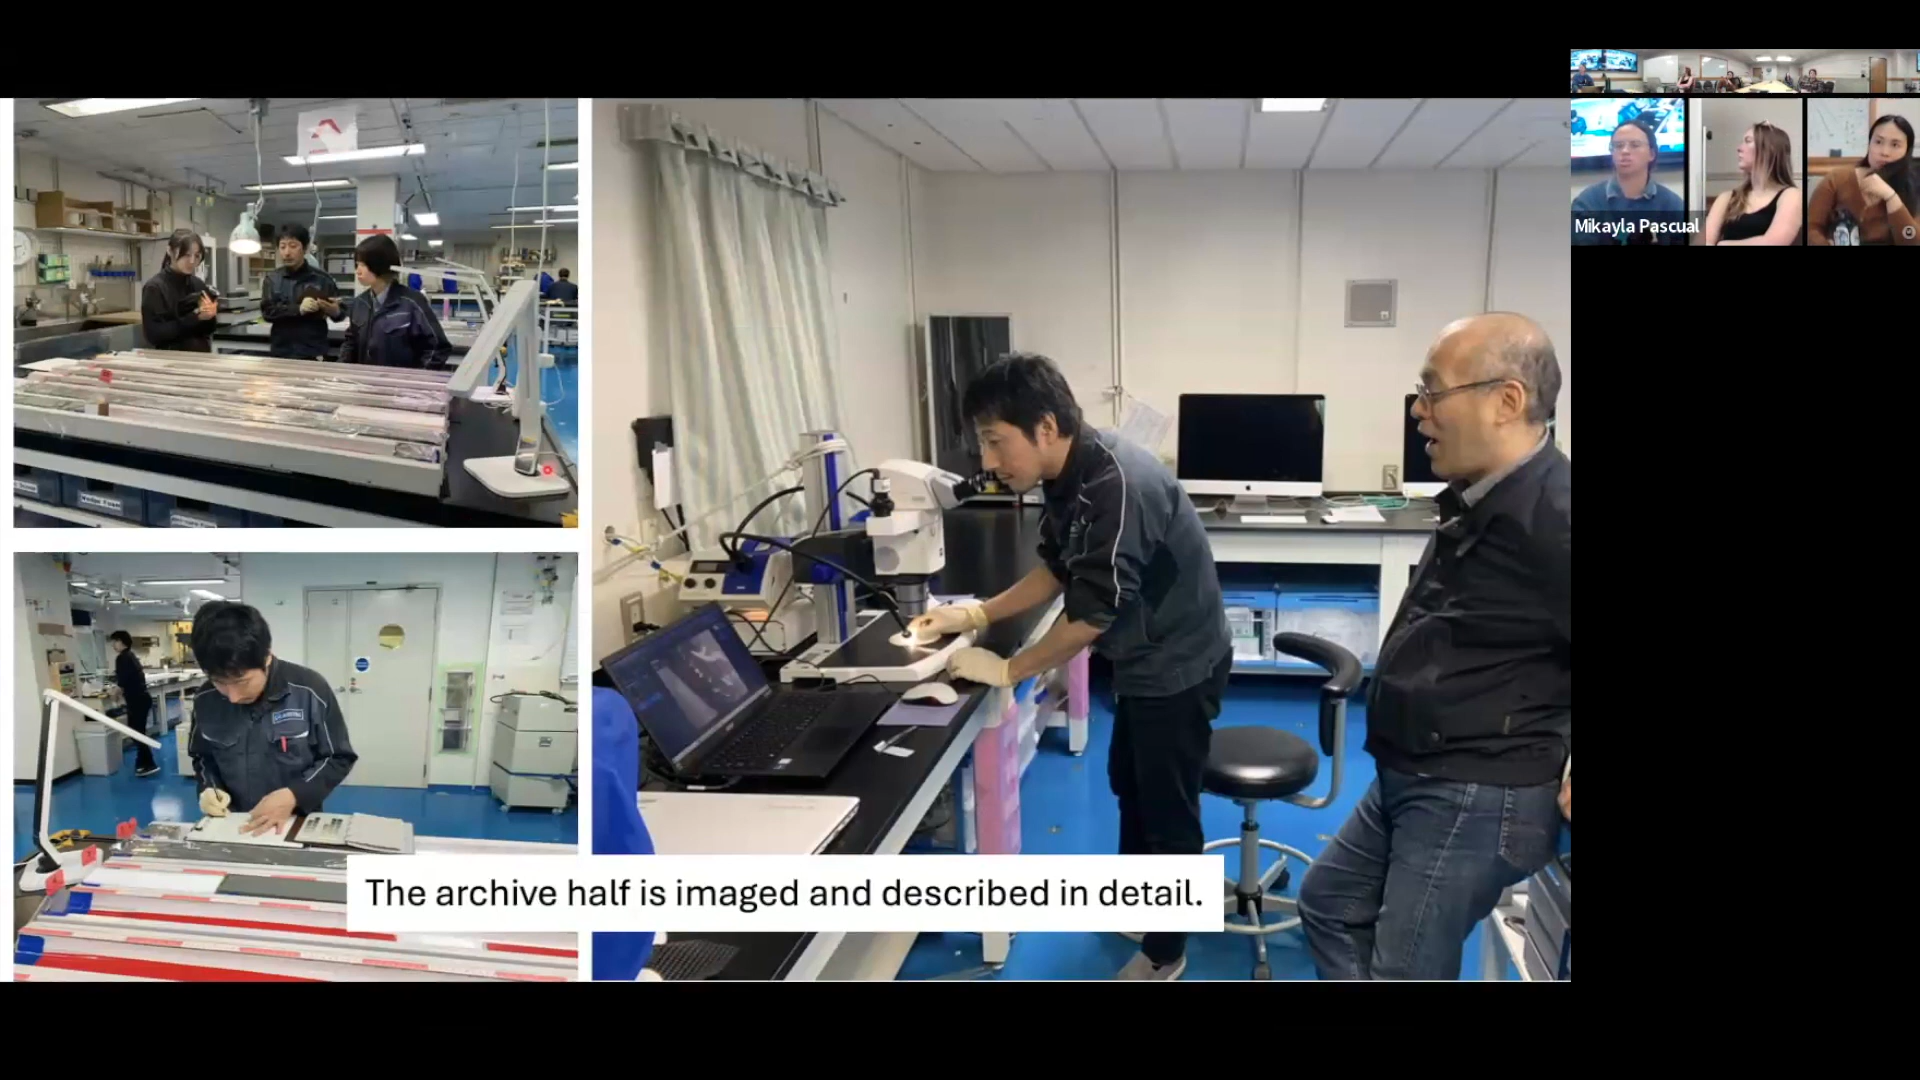 The archive half is imaged and described in detail.
Mikayla Pascual